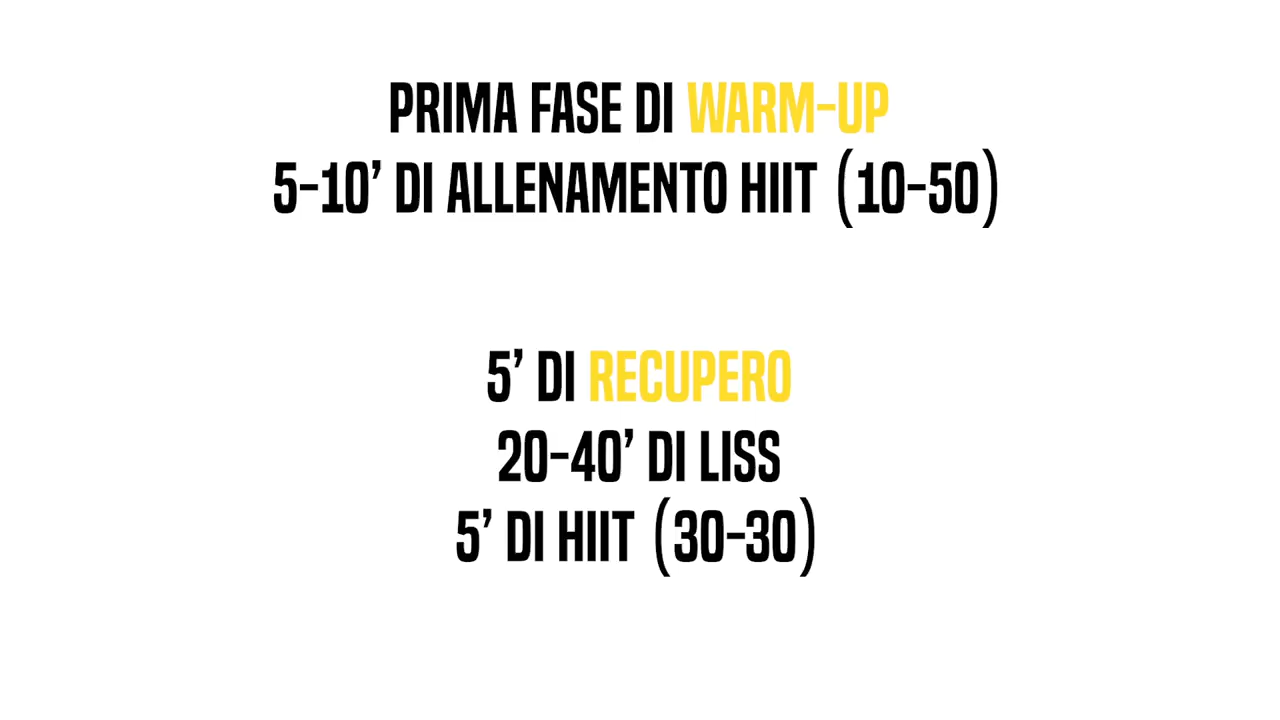 PRIMA FASE DI WARM-UP
5-10’ DI ALLENAMENTO HIIT (10-50)
5’ DI RECUPERO
20-40’ DI LISS
5’ DI HIIT (30-30)